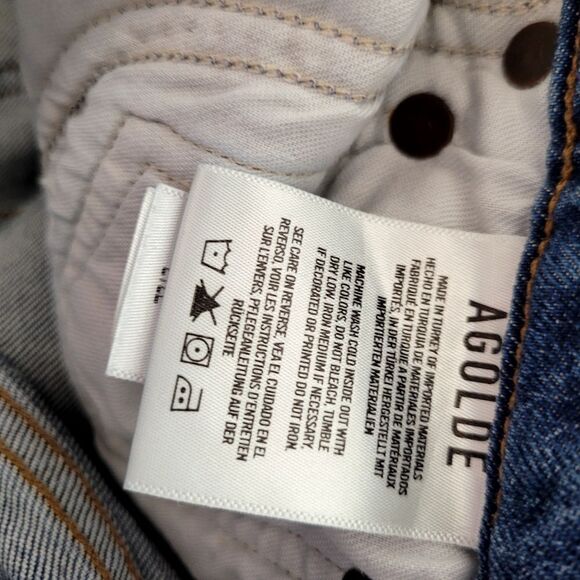 AGOLDE
MADE IN TURKEY OF IMPORTED MATERIALS
HECHO EN TURQUIA DE MATERIALES IMPORTADOS
FABRIQUE EN TURQUIE A PARTIR DE MATERIAUX
IMPORTES. IN DER TÜRKEI HERGESTELLT MIT
IMPORTIERTEN MATERIALIEN
MACHINE WASH COLD INSIDE OUT WITH
LIKE COLORS, DO NOT BLEACH, TUMBLE
DRY LOW, IRON MEDIUM IF NECESSARY,
IF DECORATED OR PRINTED DO NOT IRON.
SEE CARE ON REVERSE. VEA EL CUIDADO EN EL
REVERSO. VOIR LES INSTRUCTIONS D'ENTRETIEN
SUR L'ENVERS. PFLEGEANLEITUNG AUF DER
RÜCKSEITE